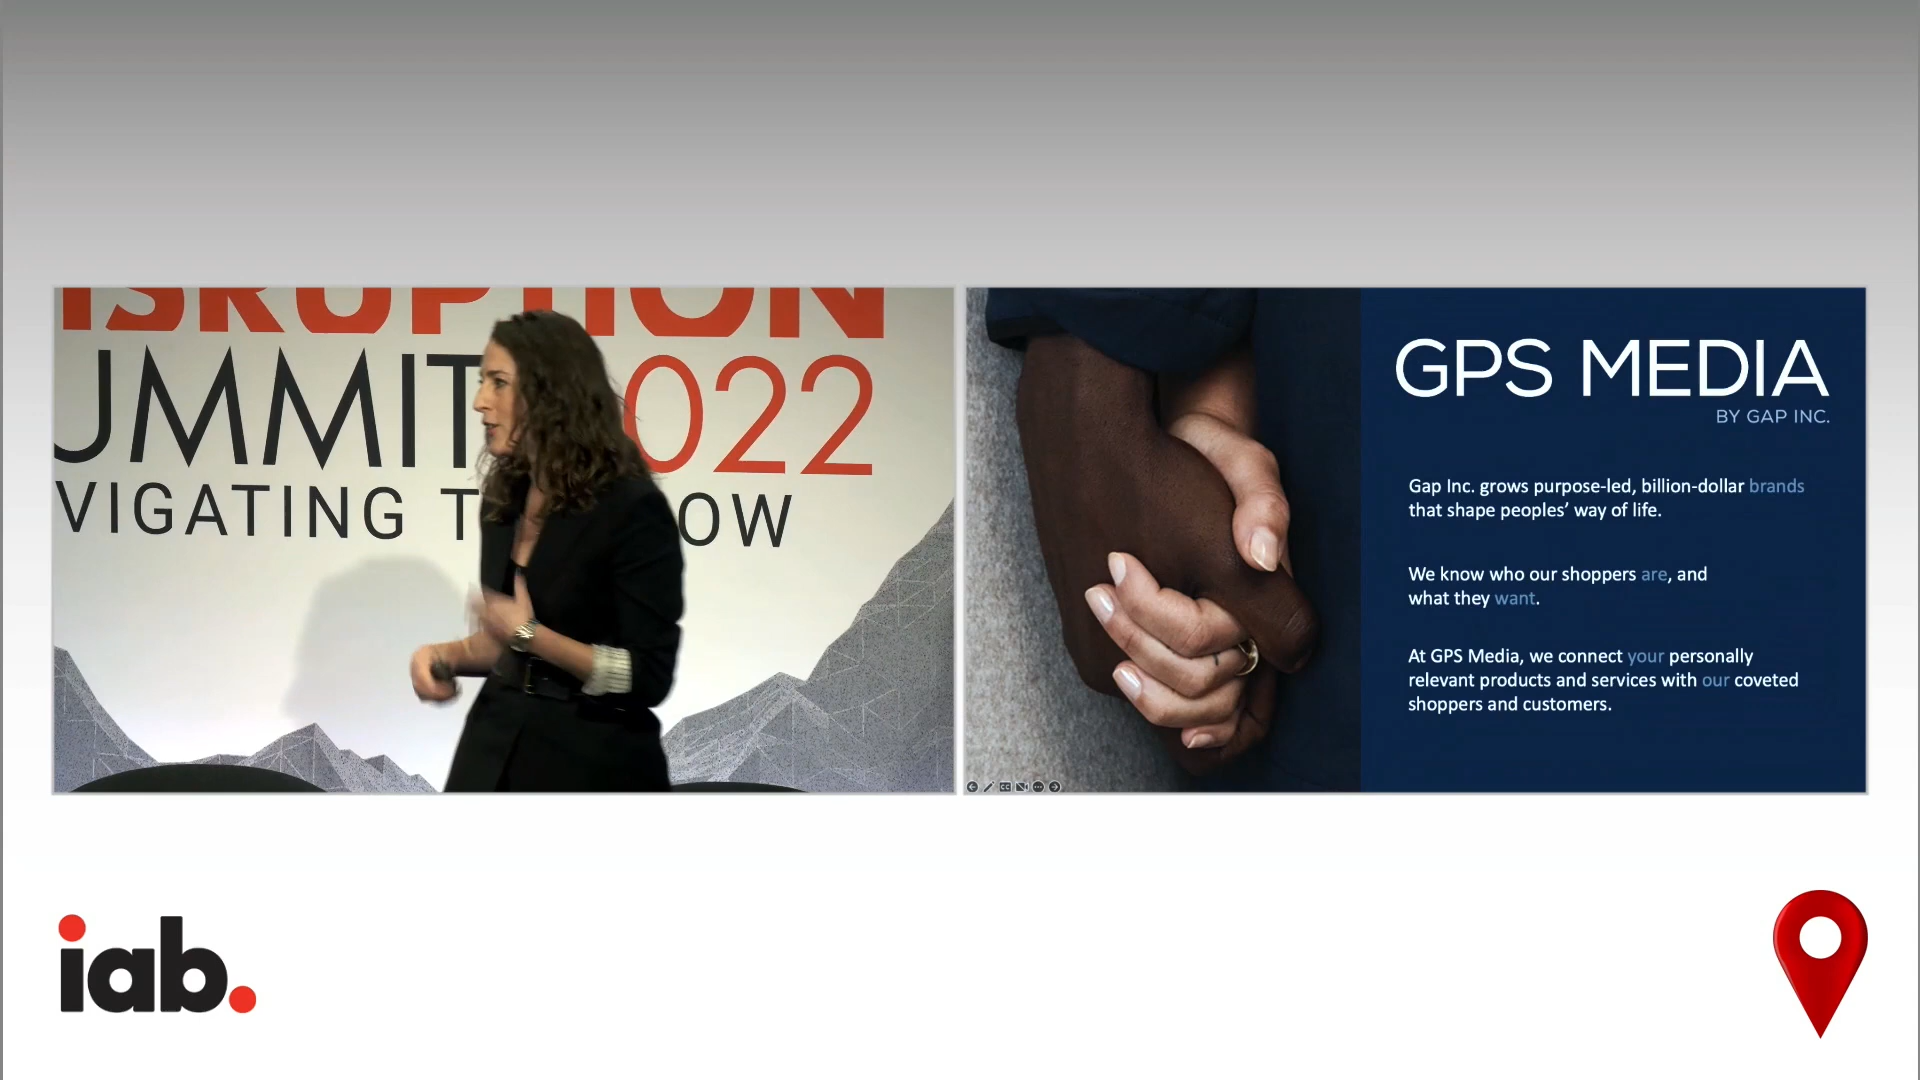 ISRUPTION
UMMIT 2022
VIGATING T OW
GPS MEDIA
BY GAP INC.
Gap Inc. grows purpose-led, billion-dollar brands
that shape peoples’ way of life.
We know who our shoppers are, and
what they want.
At GPS Media, we connect your personally
relevant products and services with our coveted
shoppers and customers.
iab.